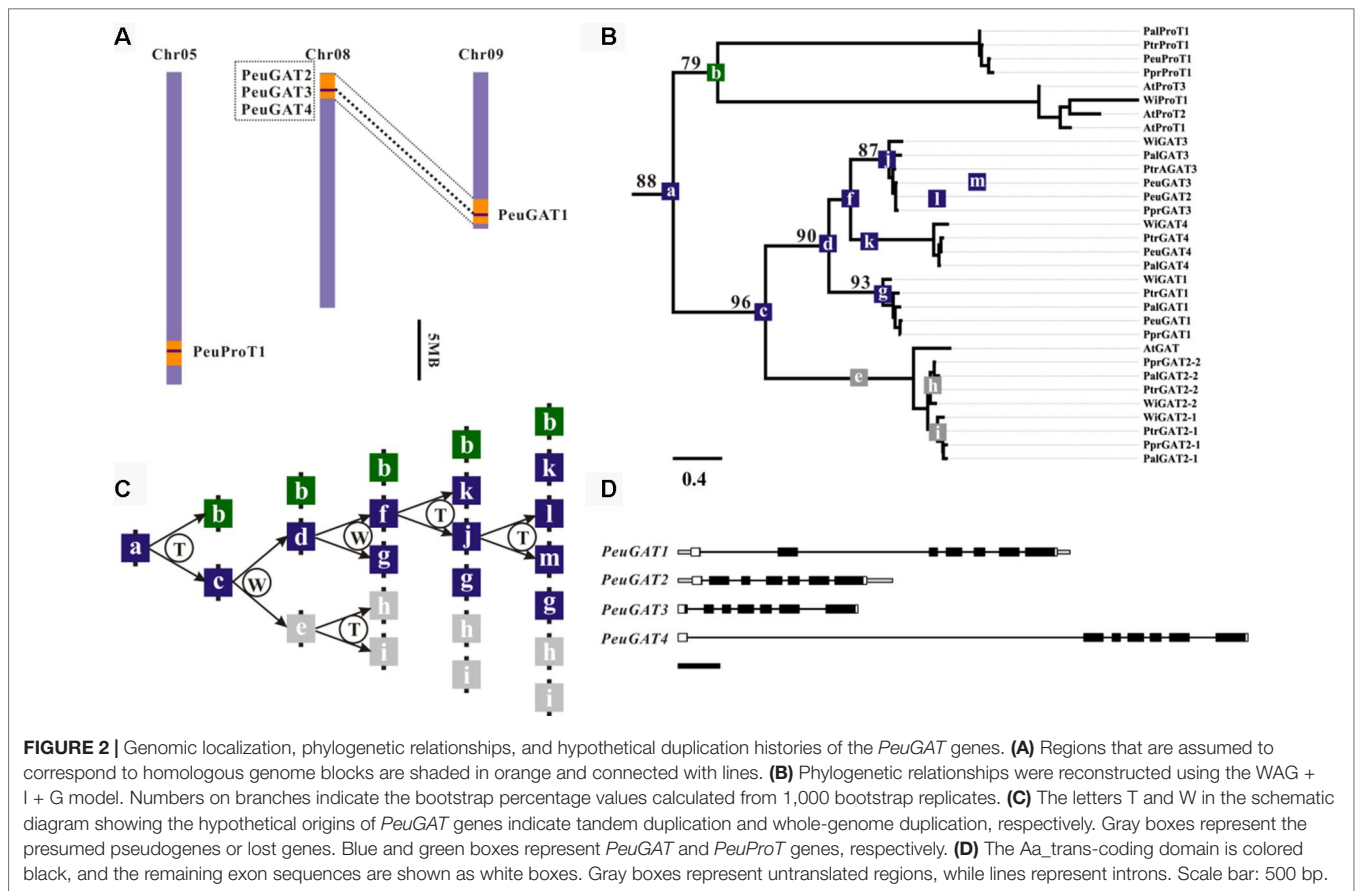 A
Chr05
Chr08
Chr09
PeuGAT2
PeuGAT3
PeuGAT4
PeuGAT1
PeuProT1
5MB
B
79
b
88
a
96
c
90
d
87
j
f
k
93
g
e
h
i
l
m
PalProT1
PtrProT1
PeuProT1
PprProT1
AtProT3
WiProT1
AtProT2
AtProT1
WiGAT3
PalGAT3
PtrAGAT3
PeuGAT3
PeuGAT2
PprGAT3
WiGAT4
PtrGAT4
PeuGAT4
PalGAT4
WiGAT1
PtrGAT1
PalGAT1
PeuGAT1
PprGAT1
AtGAT
PprGAT2-2
PalGAT2-2
PtrGAT2-2
WiGAT2-2
WiGAT2-1
PtrGAT2-1
PprGAT2-1
PalGAT2-1
0.4
C
a
T
b
c
W
b
d
e
W
T
b
f
g
h
i
T
b
k
j
g
h
i
T
b
k
l
m
g
h
i
D
PeuGAT1
PeuGAT2
PeuGAT3
PeuGAT4
FIGURE 2 | Genomic localization, phylogenetic relationships, and hypothetical duplication histories of the PeuGAT genes. (A) Regions that are assumed to
correspond to homologous genome blocks are shaded in orange and connected with lines. (B) Phylogenetic relationships were reconstructed using the WAG +
I + G model. Numbers on branches indicate the bootstrap percentage values calculated from 1,000 bootstrap replicates. (C) The letters T and W in the schematic
diagram showing the hypothetical origins of PeuGAT genes indicate tandem duplication and whole-genome duplication, respectively. Gray boxes represent the
presumed pseudogenes or lost genes. Blue and green boxes represent PeuGAT and PeuProT genes, respectively. (D) The Aa_trans-coding domain is colored
black, and the remaining exon sequences are shown as white boxes. Gray boxes represent untranslated regions, while lines represent introns. Scale bar: 500 bp.